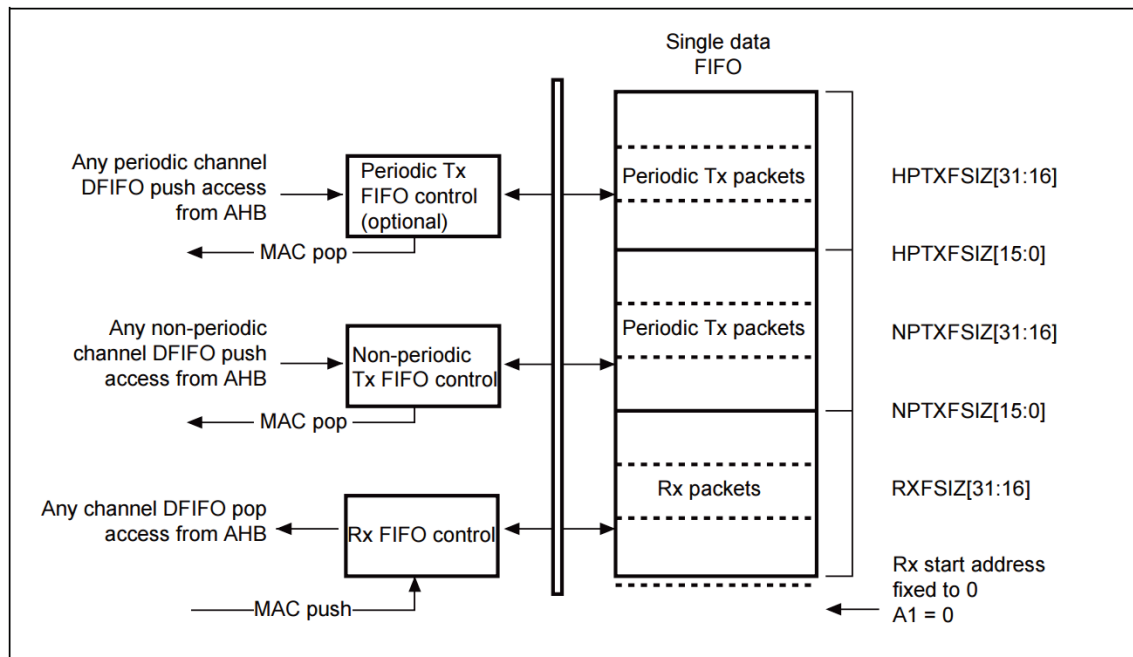 Single data
FIFO
Any periodic channel
DFIFO push access
from AHB
Periodic Tx
FIFO control
(optional)
Periodic Tx packets
HPTXFSIZ[31:16]
MAC pop
HPTXFSIZ[15:0]
Any non-periodic
channel DFIFO push
access from AHB
Non-periodic
Tx FIFO control
Periodic Tx packets
NPTXFSIZ[31:16]
MAC pop
NPTXFSIZ[15:0]
Any channel DFIFO pop
access from AHB
Rx FIFO control
Rx packets
RXFSIZ[31:16]
MAC push
Rx start address
fixed to 0
A1 = 0